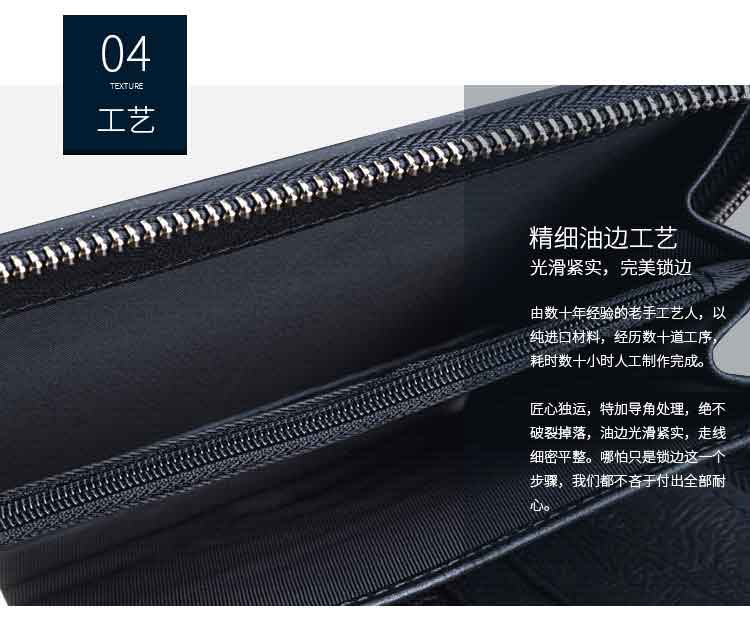 04
TEXTURE
工艺
精细油边工艺
光滑紧实，完美锁边
由数十年经验的老手工艺人，以
纯进口材料，经历数十道工序，
耗时数十小时人工制作完成。
匠心独运，特加导角处理，绝不
破裂掉落，油边光滑紧实，走线
细密平整。哪怕只是锁边这一个
步骤，我们都不吝于付出全部耐
心。